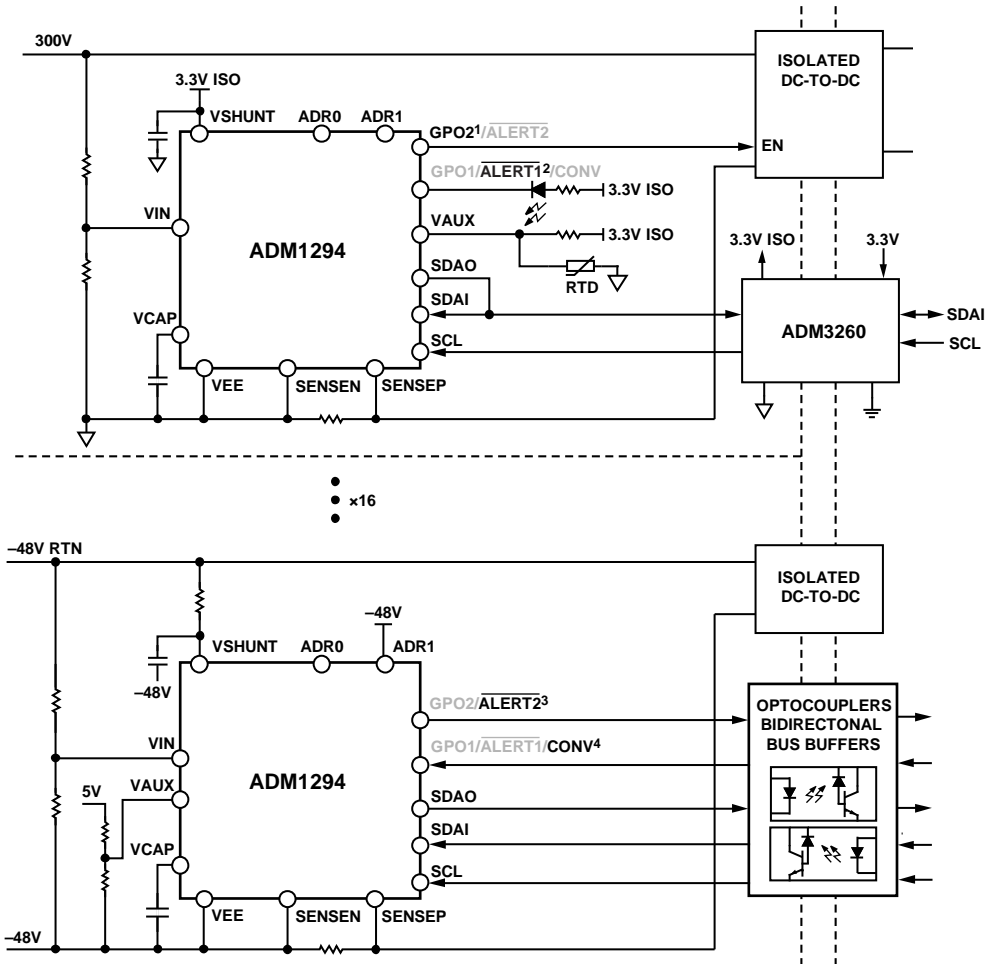 300V
ISOLATED
DC-TO-DC
3.3V ISO
VSHUNT
ADR0
ADR1
GPO2¹/ALERT2
EN
GPO1/ALERT1²/CONV
3.3V ISO
VIN
VAUX
3.3V ISO
3.3V ISO
3.3V
ADM1294
SDAO
RTD
SDAI
SDAI
VCAP
ADM3260
SCL
SCL
VEE
SENSEN
SENSEP
×16
–48V RTN
ISOLATED
DC-TO-DC
–48V
VSHUNT
ADR0
ADR1
–48V
GPO2/ALERT2³
OPTOCOUPLERS
BIDIRECTONAL
BUS BUFFERS
VIN
GPO1/ALERT1/CONV⁴
ADM1294
VAUX
5V
SDAO
SDAI
VCAP
SCL
VEE
SENSEN
SENSEP
–48V